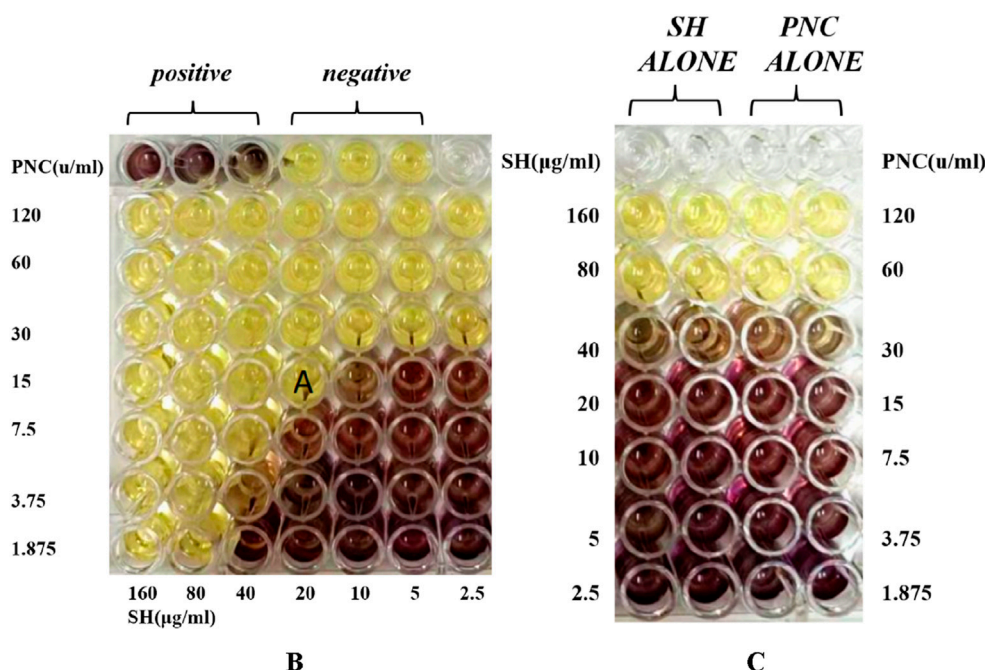 positive negative
SH ALONE PNC ALONE
PNC(u/ml)
120
60
30
15
7.5
3.75
1.875
A
160 80 40 20 10 5 2.5
SH(μg/ml)
B
SH(μg/ml) PNC(u/ml)
160 120
80 60
40 30
20 15
10 7.5
5 3.75
2.5 1.875
C